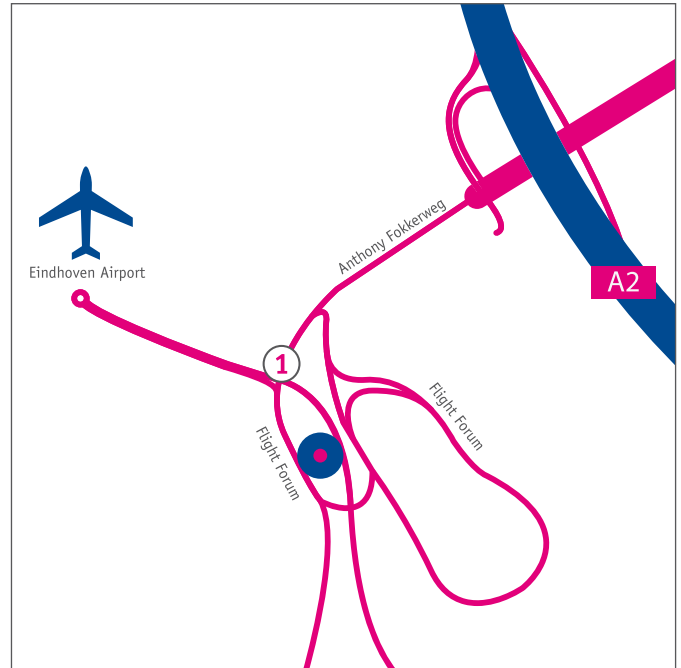 Anthony Fokkerweg
Eindhoven Airport
A2
1
Flight Forum
Flight Forum